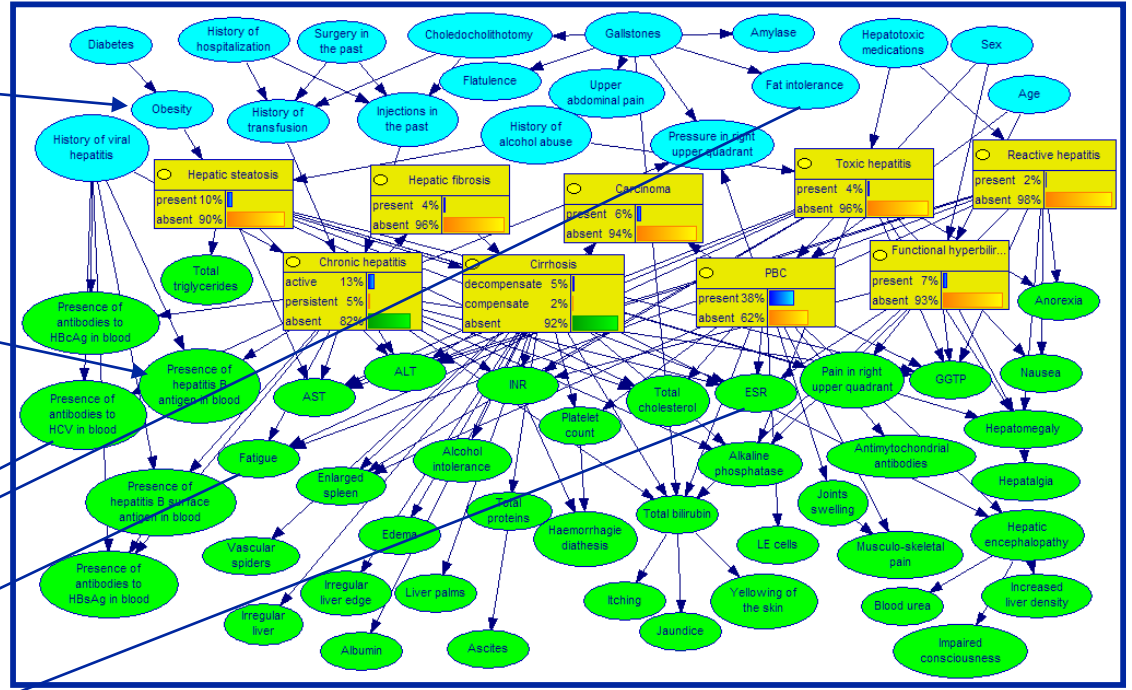 Diabetes
History of
hospitalization
Surgery in
the past
Choledocholithotomy
Gallstones
Amylase
Hepatotoxic
medications
Sex
Flatulence
Upper
abdominal pain
Fat intolerance
Age
Obesity
History of
transfusion
Injections in
the past
History of
alcohol abuse
Pressure in right
upper quadrant
History of viral
hepatitis
Hepatic steatosis
present 10%
absent 90%
Hepatic fibrosis
present 4%
absent 96%
Carcinoma
present 6%
absent 94%
Toxic hepatitis
present 4%
absent 96%
Reactive hepatitis
present 2%
absent 98%
Total
triglycerides
Chronic hepatitis
active 13%
persistent 5%
absent 82%
Cirrhosis
decompensate 5%
compensate 2%
absent 92%
PBC
present 38%
absent 62%
Functional hyperbilir...
present 7%
absent 93%
Anorexia
Presence of
antibodies to
HBcAg in blood
Presence of
hepatitis B
antigen in blood
AST
ALT
INR
Platelet
count
Total
cholesterol
ESR
Pain in right
upper quadrant
GGTP
Nausea
Presence of
antibodies to
HCV in blood
Hepatomegaly
Fatigue
Enlarged
spleen
Alcohol
intolerance
Alkaline
phosphatase
Antimytochondrial
antibodies
Hepatalgia
Presence of
hepatitis B surface
antigen in blood
Total
proteins
Total bilirubin
Joints
swelling
Edema
Haemorrhagie
diathesis
LE cells
Hepatic
encephalopathy
Vascular
spiders
Musculo-skeletal
pain
Presence of
antibodies to
HBsAg in blood
Irregular
liver edge
Liver palms
Itching
Yellowing of
the skin
Blood urea
Increased
liver density
Irregular
liver
Albumin
Ascites
Jaundice
Impaired
consciousness